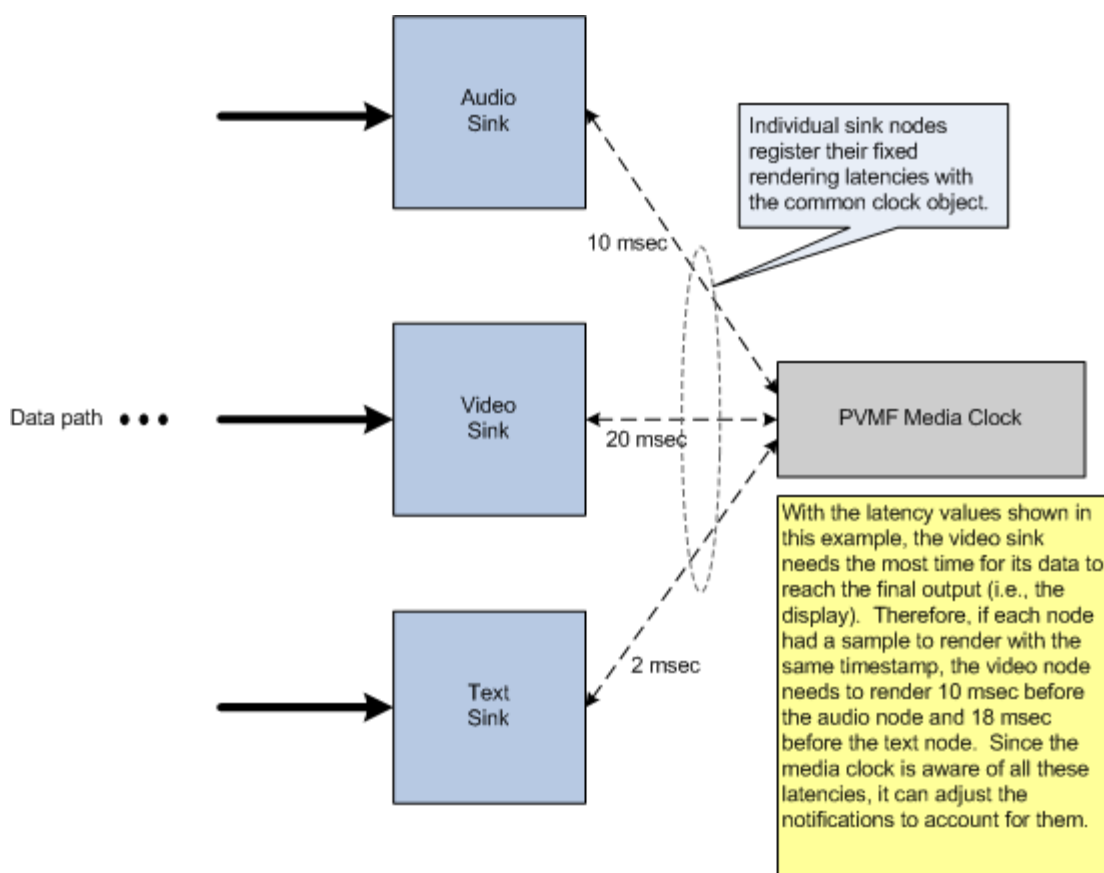 Audio
Sink
Individual sink nodes
register their fixed
rendering latencies with
the common clock object.
10 msec
Data path •••
Video
Sink
20 msec
PVMF Media Clock
With the latency values shown in
this example, the video sink
needs the most time for its data to
reach the final output (i.e., the
display). Therefore, if each node
had a sample to render with the
same timestamp, the video node
needs to render 10 msec before
the audio node and 18 msec
before the text node. Since the
media clock is aware of all these
latencies, it can adjust the
notifications to account for them.
2 msec
Text
Sink